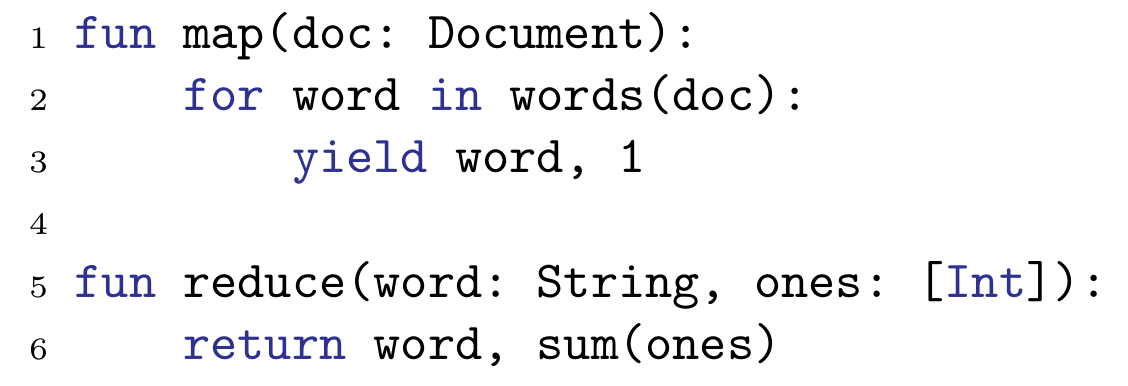 1 fun map(doc: Document):
2     for word in words(doc):
3         yield word, 1
4
5 fun reduce(word: String, ones: [Int]):
6     return word, sum(ones)